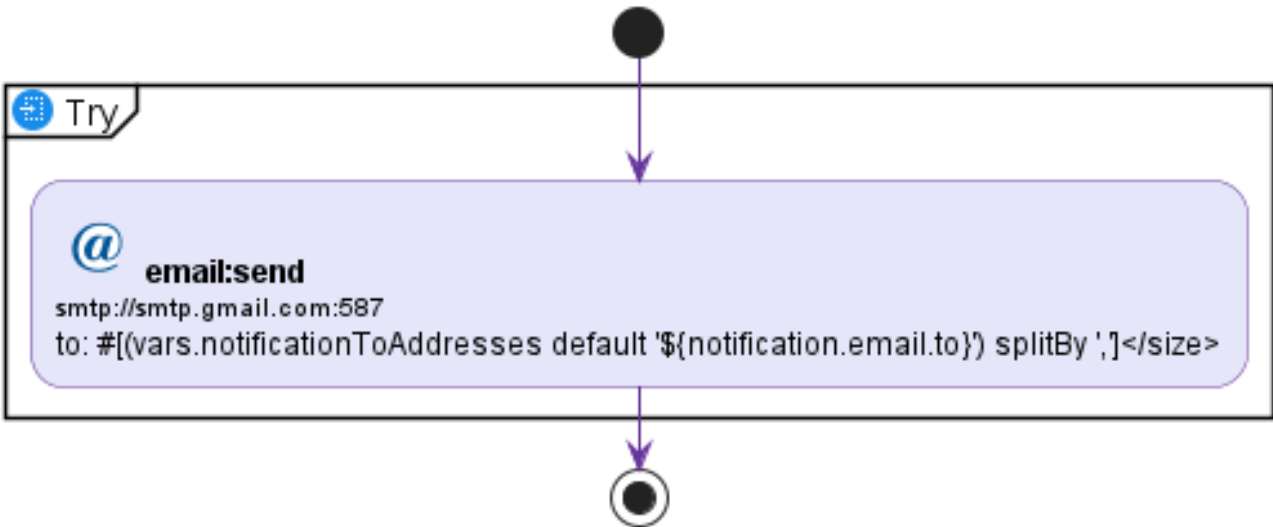 Try
@ email:send
smtp://smtp.gmail.com:587
to: #[(vars.notificationToAddresses default '${notification.email.to}') splitBy ',']</size>